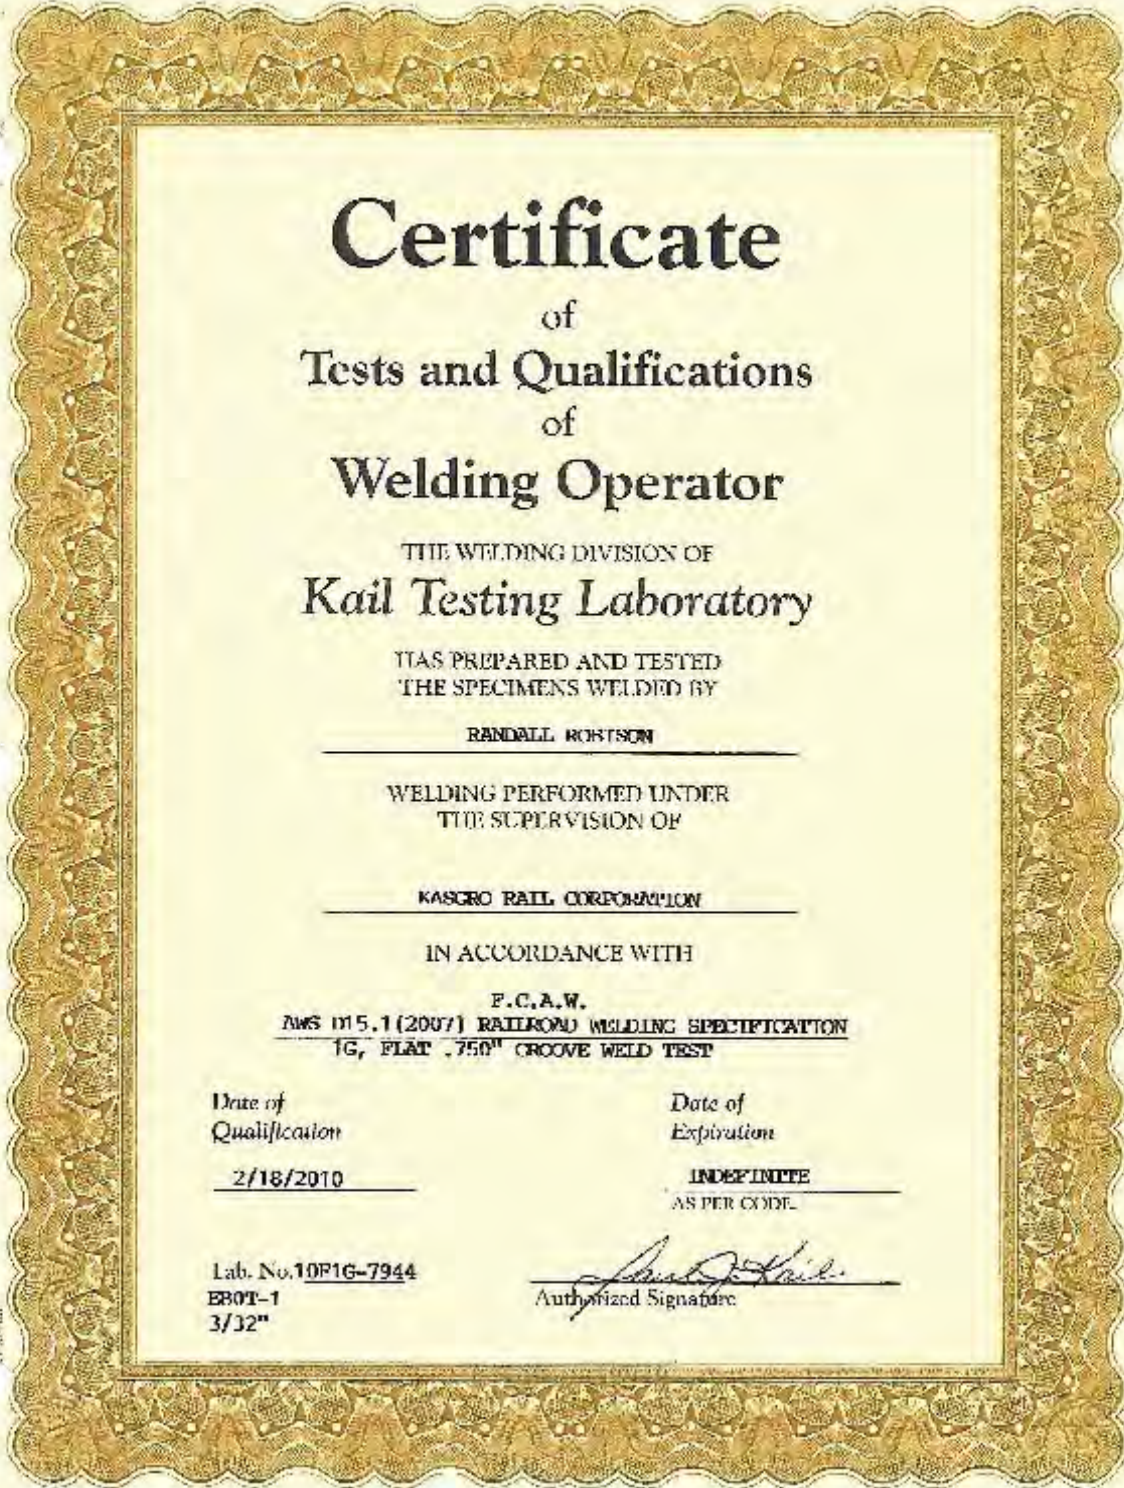 Certificate
of
Tests and Qualifications
of
Welding Operator
THE WELDING DIVISION OF
Kail Testing Laboratory
HAS PREPARED AND TESTED
THE SPECIMENS WELDED BY
RANDALL ROBISON
WELDING PERFORMED UNDER
THE SUPERVISION OF
KASGRO RAIL CORPORATION
IN ACCORDANCE WITH
F.C.A.W.
AWS D15.1(2007) RAILROAD WELDING SPECIFICATION
1G, FLAT .750" GROOVE WELD TEST
Date of
Qualification
2/18/2010
Date of
Expiration
INDEFINITE
AS PER CODE.
Lab. No.10F1G-7944
E80T-1
3/32"
Authorized Signature